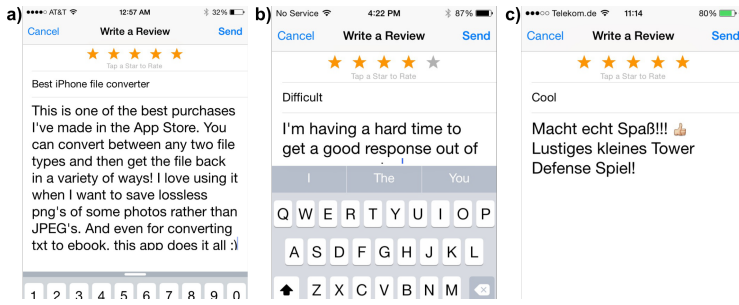 a)
AT&T 12:57 AM 32%
Cancel Write a Review Send
Tap a Star to Rate
Best iPhone file converter
This is one of the best purchases
I've made in the App Store. You
can convert between any two file
types and then get the file back
in a variety of ways! I love using it
when I want to save lossless
png's of some photos rather than
JPEG's. And even for converting
txt to ebook. this app does it all :)
1 2 3 4 5 6 7 8 9 0
b)
No Service 4:22 PM 87%
Cancel Write a Review Send
Tap a Star to Rate
Difficult
I'm having a hard time to
get a good response out of
I The You
Q W E R T Y U I O P
A S D F G H J K L
Z X C V B N M
c)
Telekom.de 11:14 80%
Cancel Write a Review Send
Tap a Star to Rate
Cool
Macht echt Spaß!!! 👍
Lustiges kleines Tower
Defense Spiel!